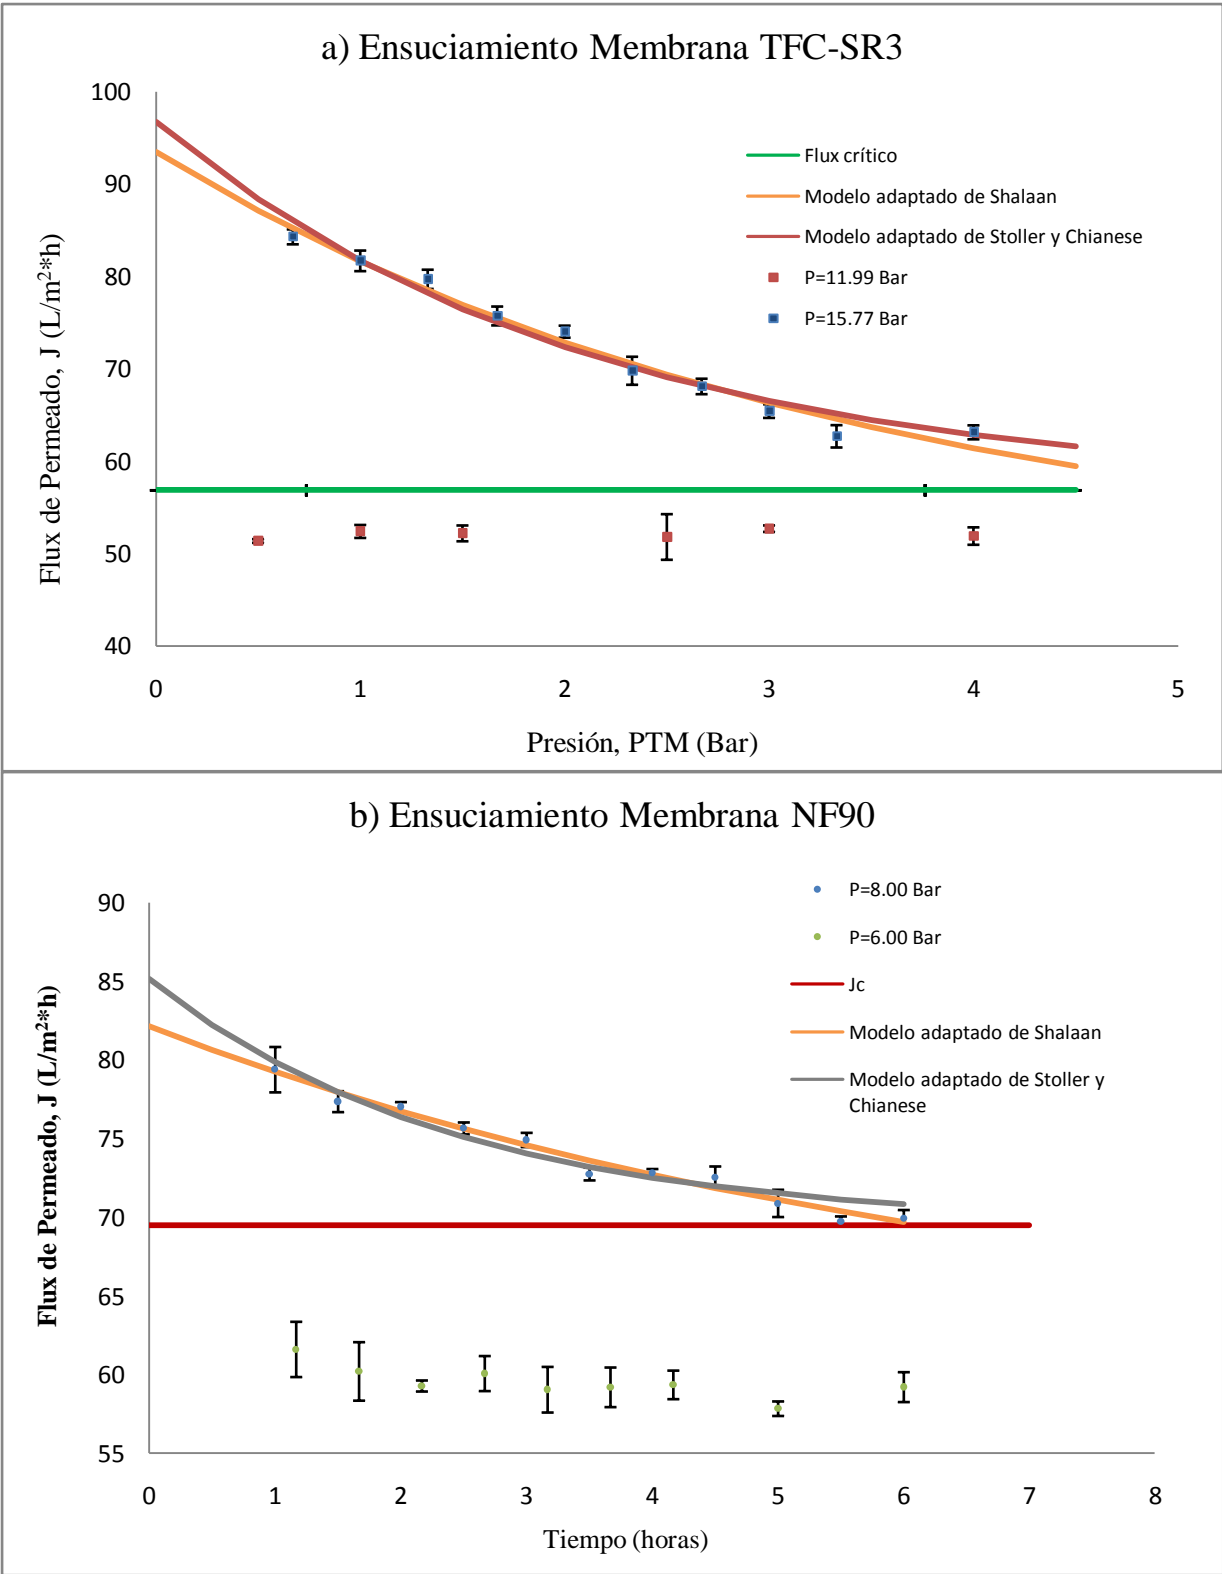 a) Ensuciamiento Membrana TFC-SR3
Flux de Permeado, J (L/m²*h)
100
90
80
70
60
50
40
Flux crítico
Modelo adaptado de Shalaan
Modelo adaptado de Stoller y Chianese
P=11.99 Bar
P=15.77 Bar
0 1 2 3 4 5
Presión, PTM (Bar)
b) Ensuciamiento Membrana NF90
Flux de Permeado, J (L/m²*h)
90
85
80
75
70
65
60
55
P=8.00 Bar
P=6.00 Bar
Jc
Modelo adaptado de Shalaan
Modelo adaptado de Stoller y
Chianese
0 1 2 3 4 5 6 7 8
Tiempo (horas)